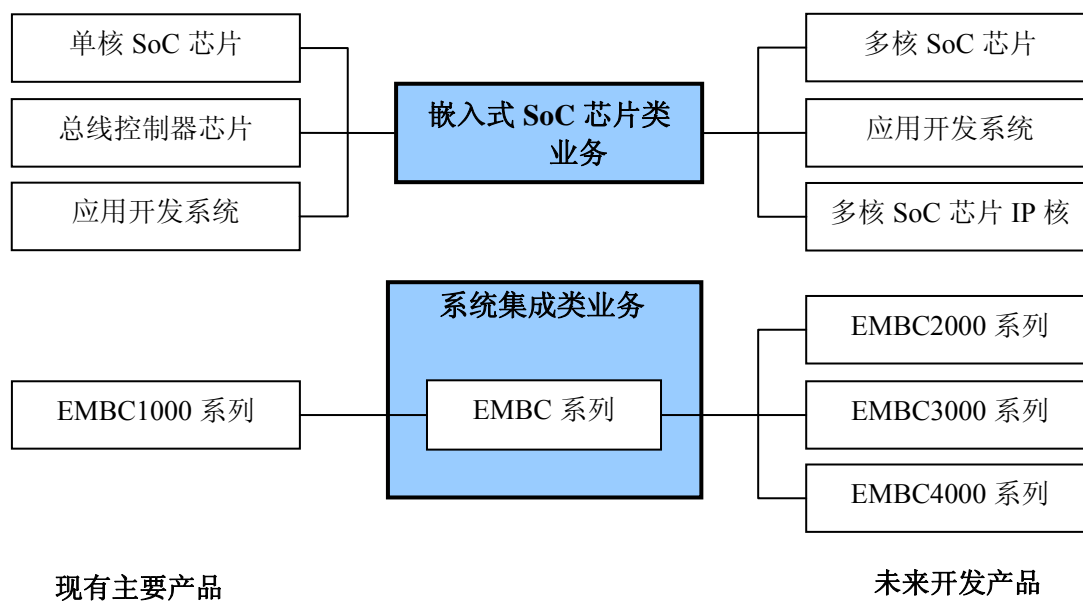 单核 SoC 芯片
总线控制器芯片
应用开发系统
嵌入式 SoC 芯片类
业务
多核 SoC 芯片
应用开发系统
多核 SoC 芯片 IP 核
系统集成类业务
EMBC1000 系列
EMBC 系列
EMBC2000 系列
EMBC3000 系列
EMBC4000 系列
现有主要产品
未来开发产品